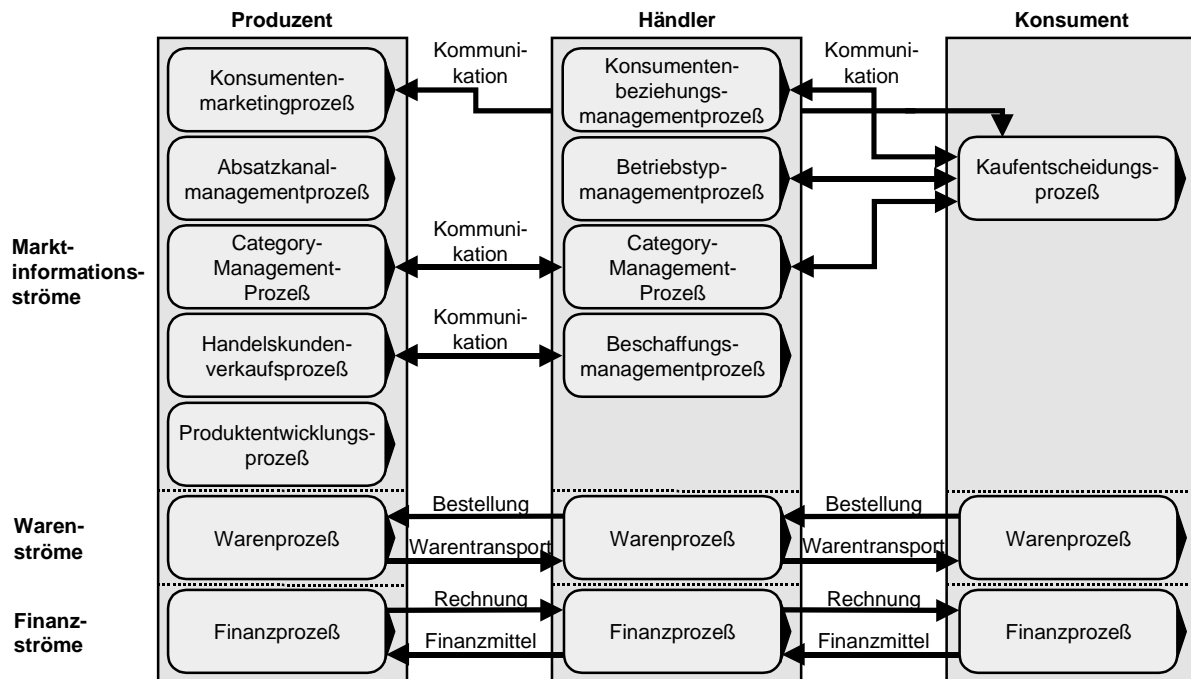 Produzent
Händler
Konsument
Kommuni-
kation
Kommuni-
kation
Konsumenten-
marketingprozeß
Konsumenten-
beziehungs-
managementprozeß
Absatzkanal-
managementprozeß
Betriebstyp-
managementprozeß
Kaufentscheidungs-
prozeß
Markt-
informations-
ströme
Category-
Management-
Prozeß
Kommuni-
kation
Category-
Management-
Prozeß
Handelskunden-
verkaufsprozeß
Kommuni-
kation
Beschaffungs-
managementprozeß
Produktentwicklungs-
prozeß
Waren-
ströme
Warenprozeß
Bestellung
Warentransport
Warenprozeß
Bestellung
Warentransport
Warenprozeß
Finanz-
ströme
Finanzprozeß
Rechnung
Finanzmittel
Finanzprozeß
Rechnung
Finanzmittel
Finanzprozeß